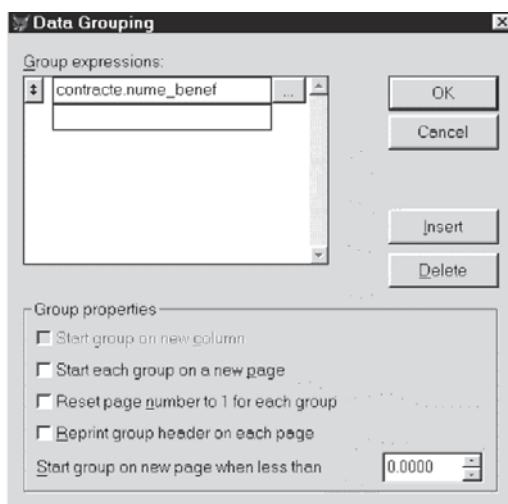 Data Grouping
Group expressions:
contracte.nume_benef
...
OK
Cancel
Insert
Delete
Group properties
Start group on new column
Start each group on a new page
Reset page number to 1 for each group
Reprint group header on each page
Start group on new page when less than 0.0000